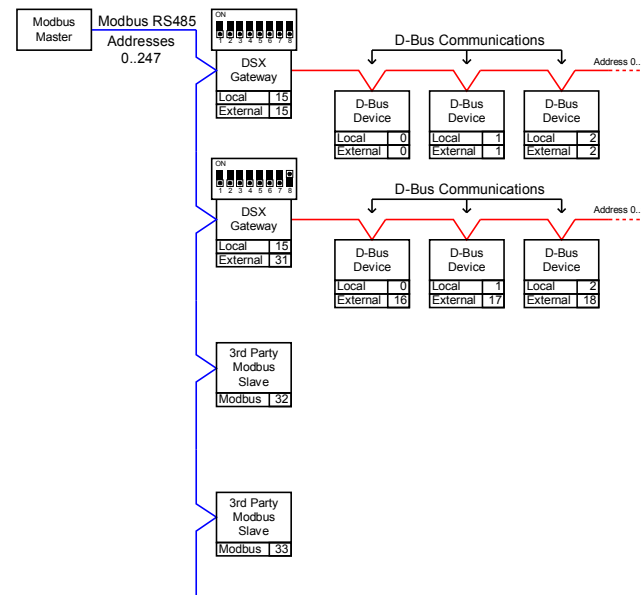 Modbus
Master
Modbus RS485
Addresses
0..247
ON
1 2 3 4 5 6 7 8
DSX
Gateway
Local 15
External 15
D-Bus Communications
Address 0..
D-Bus
Device
Local 0
External 0
D-Bus
Device
Local 1
External 1
D-Bus
Device
Local 2
External 2
ON
1 2 3 4 5 6 7 8
DSX
Gateway
Local 15
External 31
D-Bus Communications
Address 0..
D-Bus
Device
Local 0
External 16
D-Bus
Device
Local 1
External 17
D-Bus
Device
Local 2
External 18
3rd Party
Modbus
Slave
Modbus 32
3rd Party
Modbus
Slave
Modbus 33